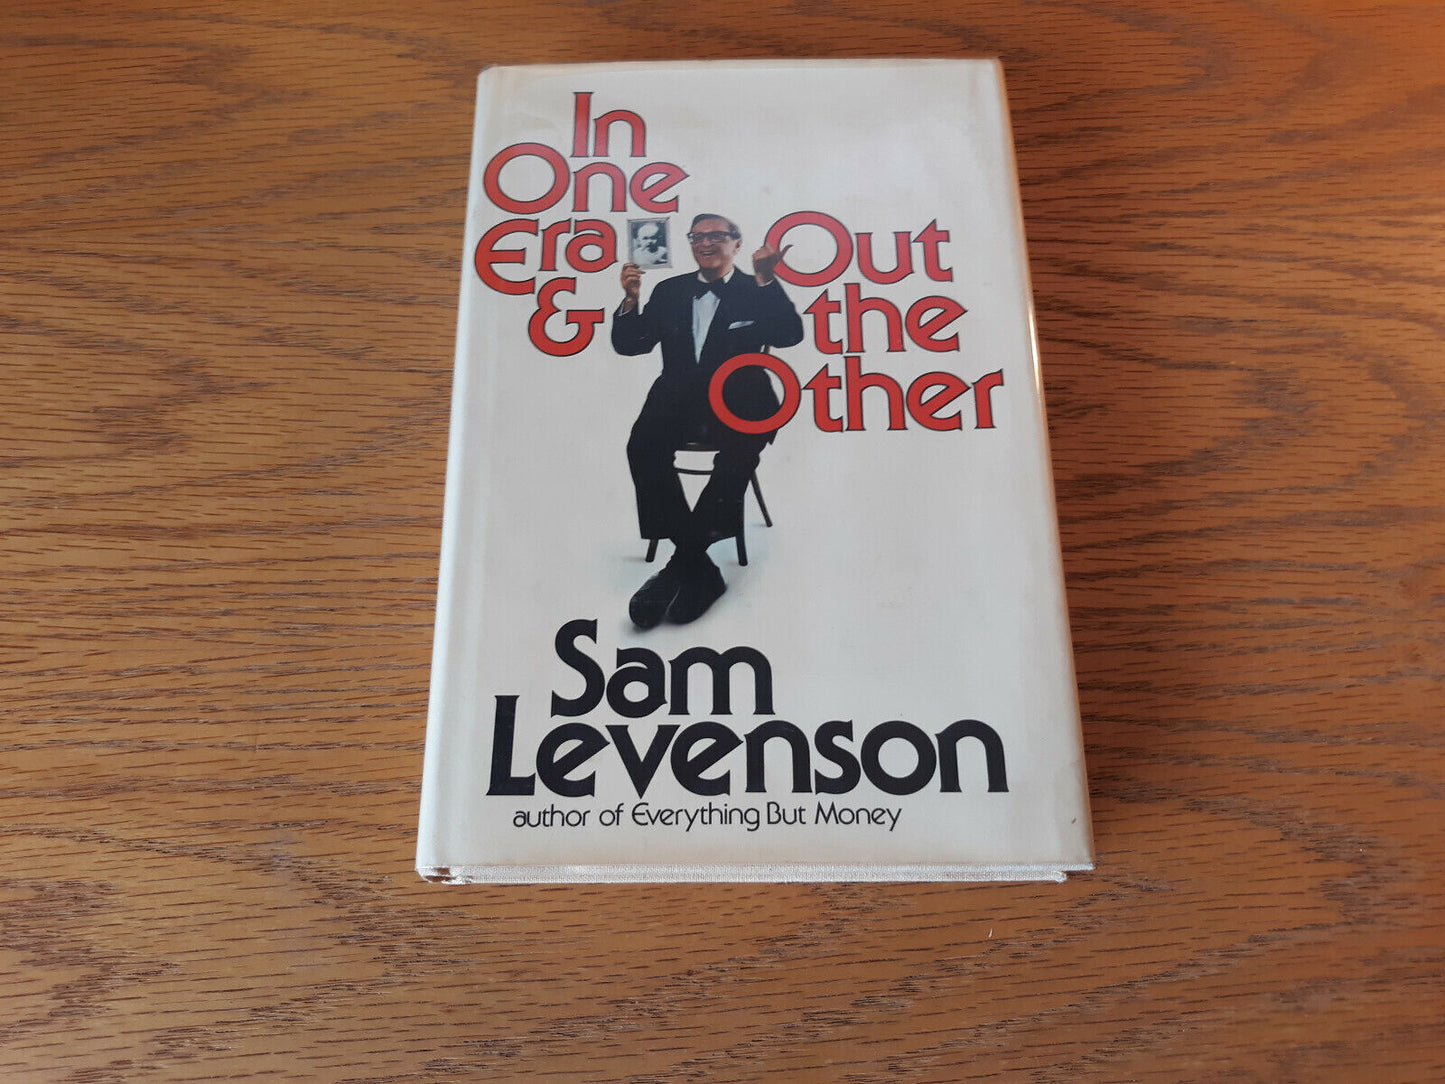 In
One
Era
&
Out
the
Other
Sam
Levenson
author of Everything But Money